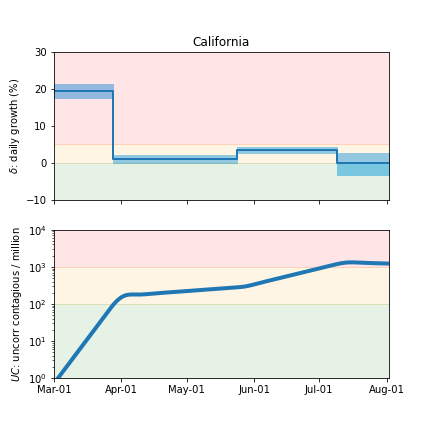 California
δ: daily growth (%)
30
20
10
0
−10
UC: uncorr contagious / million
10⁴
10³
10²
10¹
10⁰
Mar-01 Apr-01 May-01 Jun-01 Jul-01 Aug-01